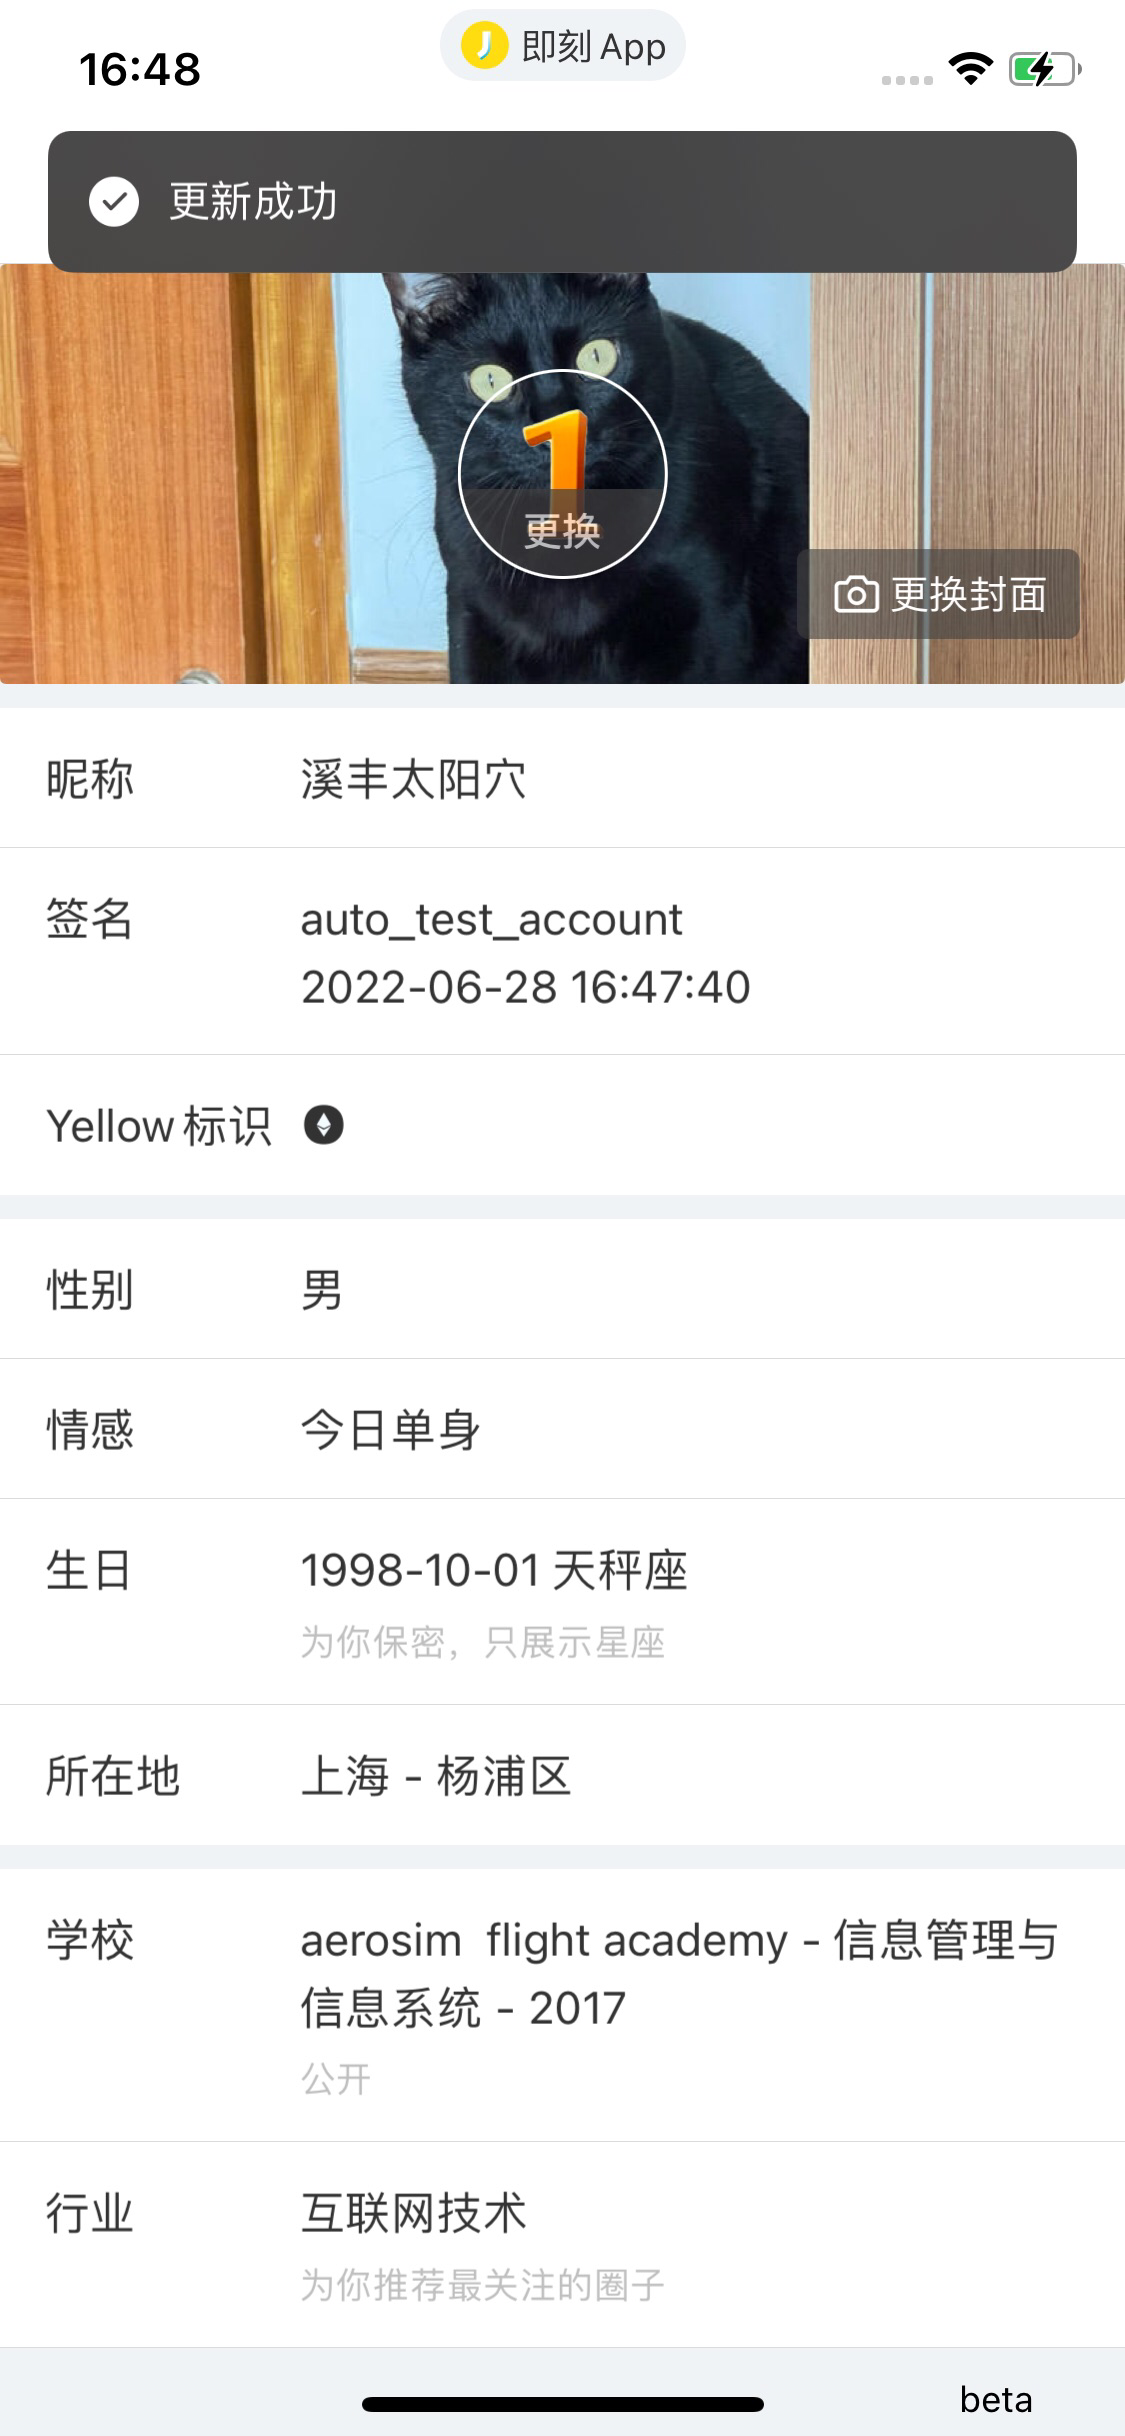 16:48
即刻 App
更新成功
1
更换
更换封面
昵称
溪丰太阳穴
签名
auto_test_account
2022-06-28 16:47:40
Yellow 标识
性别
男
情感
今日单身
生日
1998-10-01 天秤座
为你保密，只展示星座
所在地
上海 - 杨浦区
学校
aerosim  flight academy - 信息管理与
信息系统 - 2017
公开
行业
互联网技术
为你推荐最关注的圈子
beta